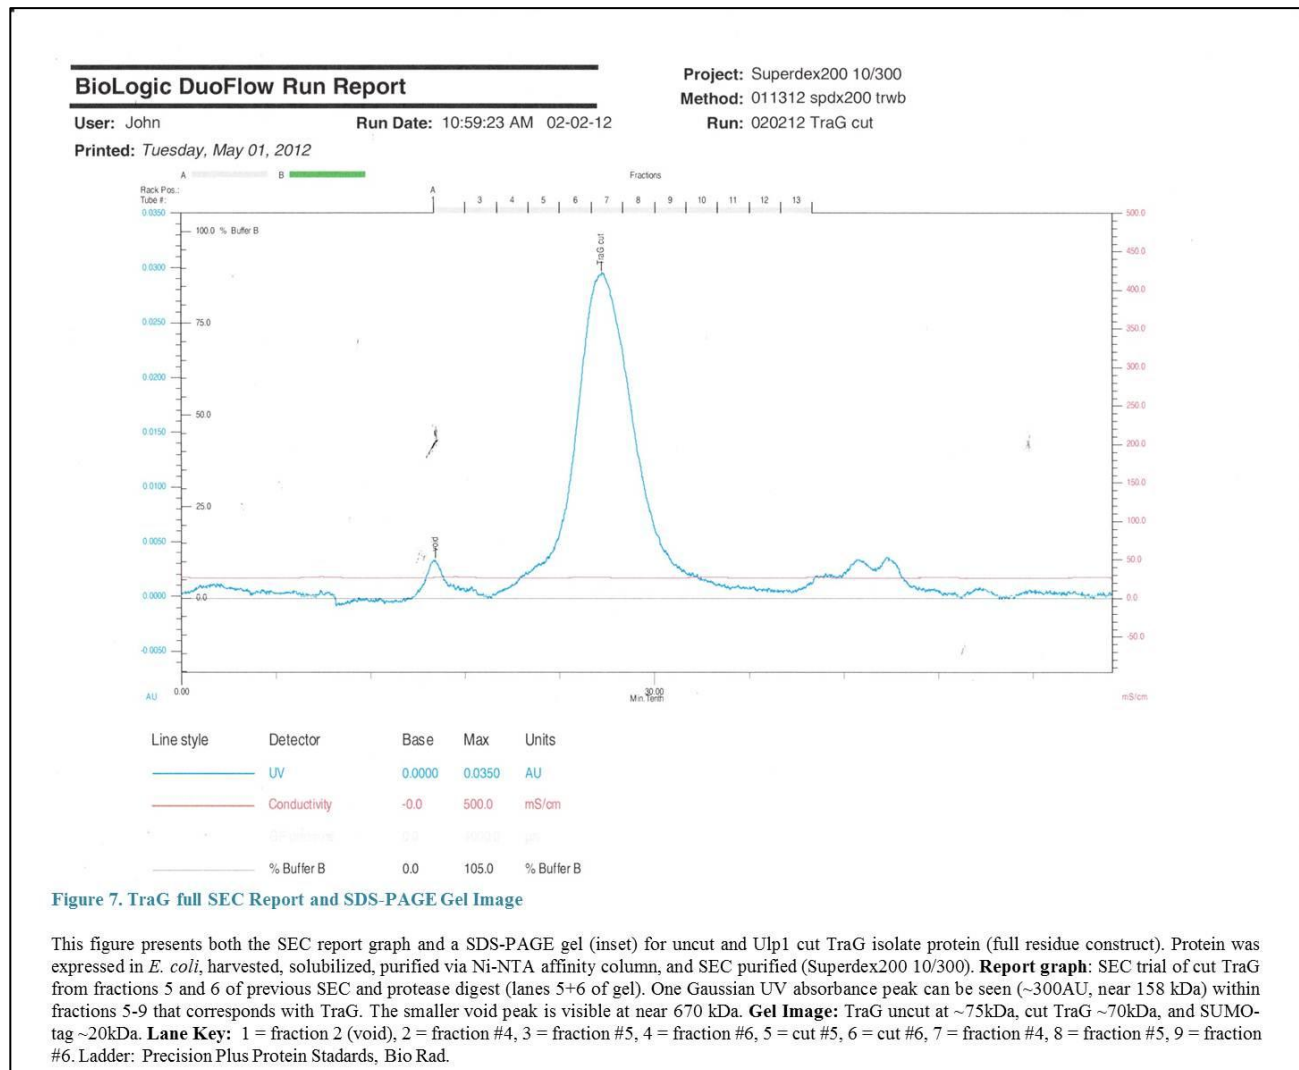 BioLogic DuoFlow Run Report
Project: Superdex200 10/300
Method: 011312 spdx200 trwb
User: John Run Date: 10:59:23 AM 02-02-12 Run: 020212 TraG cut
Printed: Tuesday, May 01, 2012
A B Fractions
Rack Pos.: A
Tube #: 1 3 4 5 6 7 8 9 10 11 12 13
0.0350 500.0
100.0 % Buffer B
450.0
TraG cut
0.0300
400.0
0.0250 75.0
350.0
0.0200 300.0
250.0
0.0150 50.0
200.0
0.0100 150.0
25.0
100.0
0.0050
void
50.0
0.0000 0.0 0.0
-50.0
-0.0050
AU 0.00 30.00 mS/cm
Min.Tenth
Line style Detector Base Max Units
UV 0.0000 0.0350 AU
Conductivity -0.0 500.0 mS/cm
% Buffer B 0.0 105.0 % Buffer B
Figure 7. TraG full SEC Report and SDS-PAGE Gel Image
This figure presents both the SEC report graph and a SDS-PAGE gel (inset) for uncut and Ulp1 cut TraG isolate protein (full residue construct). Protein was
expressed in E. coli, harvested, solubilized, purified via Ni-NTA affinity column, and SEC purified (Superdex200 10/300). Report graph: SEC trial of cut TraG
from fractions 5 and 6 of previous SEC and protease digest (lanes 5+6 of gel). One Gaussian UV absorbance peak can be seen (~300AU, near 158 kDa) within
fractions 5-9 that corresponds with TraG. The smaller void peak is visible at near 670 kDa. Gel Image: TraG uncut at ~75kDa, cut TraG ~70kDa, and SUMO-
tag ~20kDa. Lane Key: 1 = fraction 2 (void), 2 = fraction #4, 3 = fraction #5, 4 = fraction #6, 5 = cut #5, 6 = cut #6, 7 = fraction #4, 8 = fraction #5, 9 = fraction
#6. Ladder: Precision Plus Protein Stadards, Bio Rad.